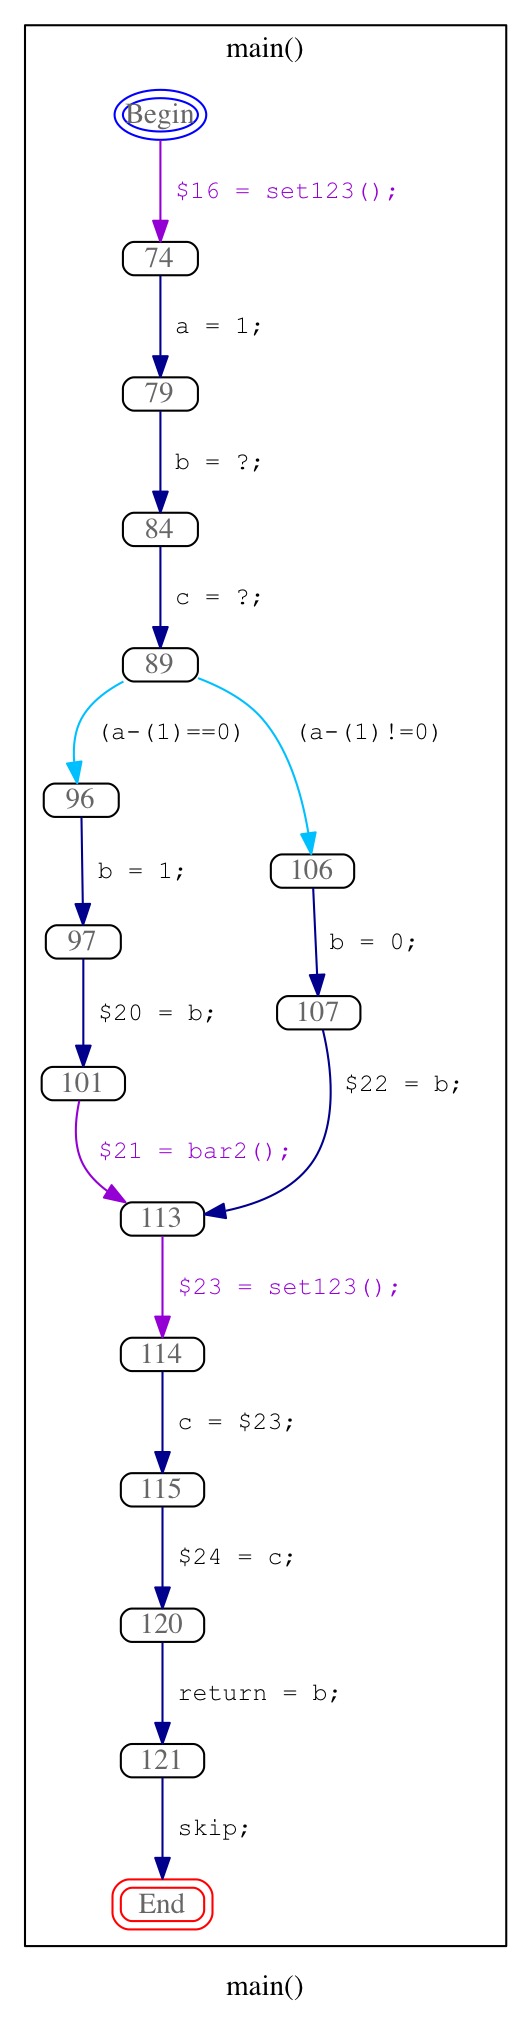 main()
Begin
$16 = set123();
74
a = 1;
79
b = ?;
84
c = ?;
89
(a-(1)==0) (a-(1)!=0)
96
b = 1;
106
97
b = 0;
$20 = b;
107
101
$22 = b;
$21 = bar2();
113
$23 = set123();
114
c = $23;
115
$24 = c;
120
return = b;
121
skip;
End
main()